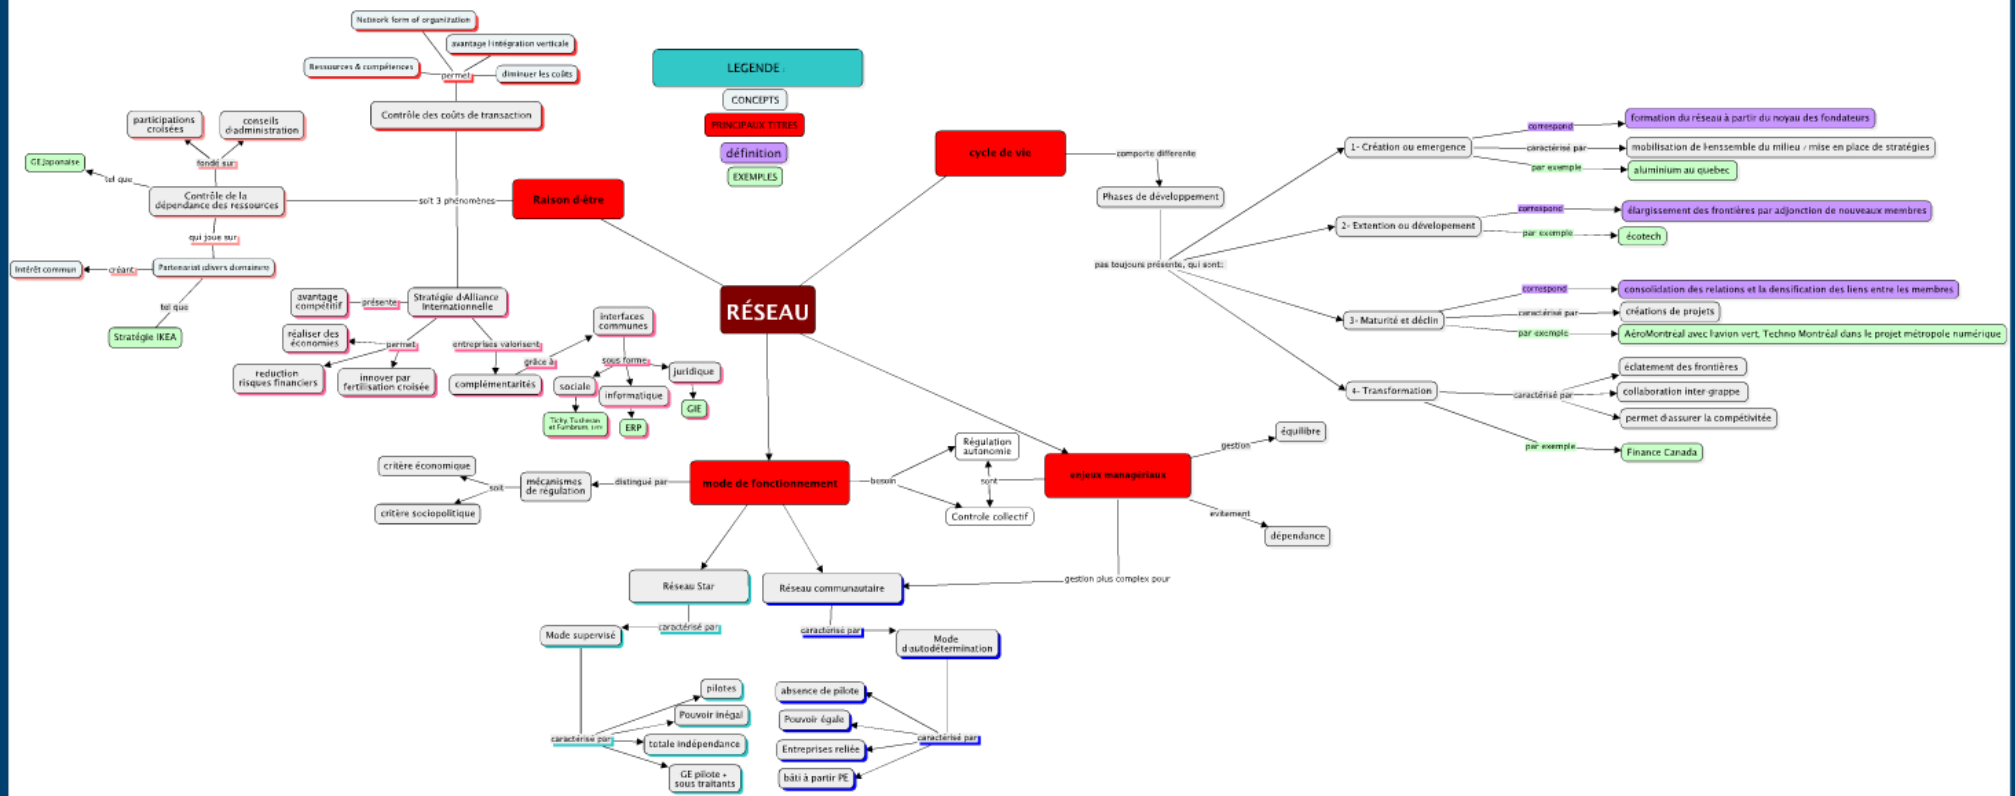 Network form of organization
avantage l'intégration verticale
Ressources & compétences
permet
diminuer les coûts
Contrôle des coûts de transaction
participations
croisées
conseils
d'administration
fondé sur
GE Japonaise
tel que
Contrôle de la
dépendance des ressources
soit 3 phénomènes
Raison d'être
qui joue sur
Intérêt commun
créant
Partenariat (divers domaines)
tel que
Stratégie IKEA
LEGENDE :
CONCEPTS
PRINCIPAUX TITRES
définition
EXEMPLES
cycle de vie
comporte differente
Phases de développement
pas toujours présente, qui sont:
1- Création ou emergence
correspond
formation du réseau à partir du noyau des fondateurs
caractérisé par
mobilisation de l'enssemble du milieu / mise en place de stratégies
par exemple
aluminium au quebec
2- Extention ou dévelopement
correspond
élargissement des frontières par adjonction de nouveaux membres
par exemple
écotech
3- Maturité et déclin
correspond
consolidation des relations et la densification des liens entre les membres
caractérisé par
créations de projets
par exemple
AéroMontréal avec l'avion vert, Techno Montréal dans le projet métropole numérique
4- Transformation
caractérisé par
éclatement des frontières
collaboration inter-grappe
permet d'assurer la compétivitée
par exemple
Finance Canada
RÉSEAU
avantage
compétitif
présente
Stratégie d'Alliance
Internationnelle
réaliser des
économies
permet
entreprises valorisent
reduction
risques financiers
innover par
fertilisation croisée
complémentarités
grâce à
interfaces
communes
sous forme
sociale
informatique
juridique
Tichy, Tushman
et Fombrun,
ERP
GIE
mode de fonctionnement
distingué par
mécanismes
de régulation
soit
critère économique
critère sociopolitique
besoin
Régulation
autonomie
sont
Controle collectif
enjeux managériaux
gestion
équilibre
evitement
dépendance
gestion plus complex pour
Réseau Star
Réseau communautaire
caractérisé par
Mode supervisé
caractérisé par
Mode
d'autodétermination
pilotes
Pouvoir inégal
caractérisé par
totale indépendance
GE pilote +
sous traitants
absence de pilote
Pouvoir égale
caractérisé par
Entreprises reliée
bâti à partir PE